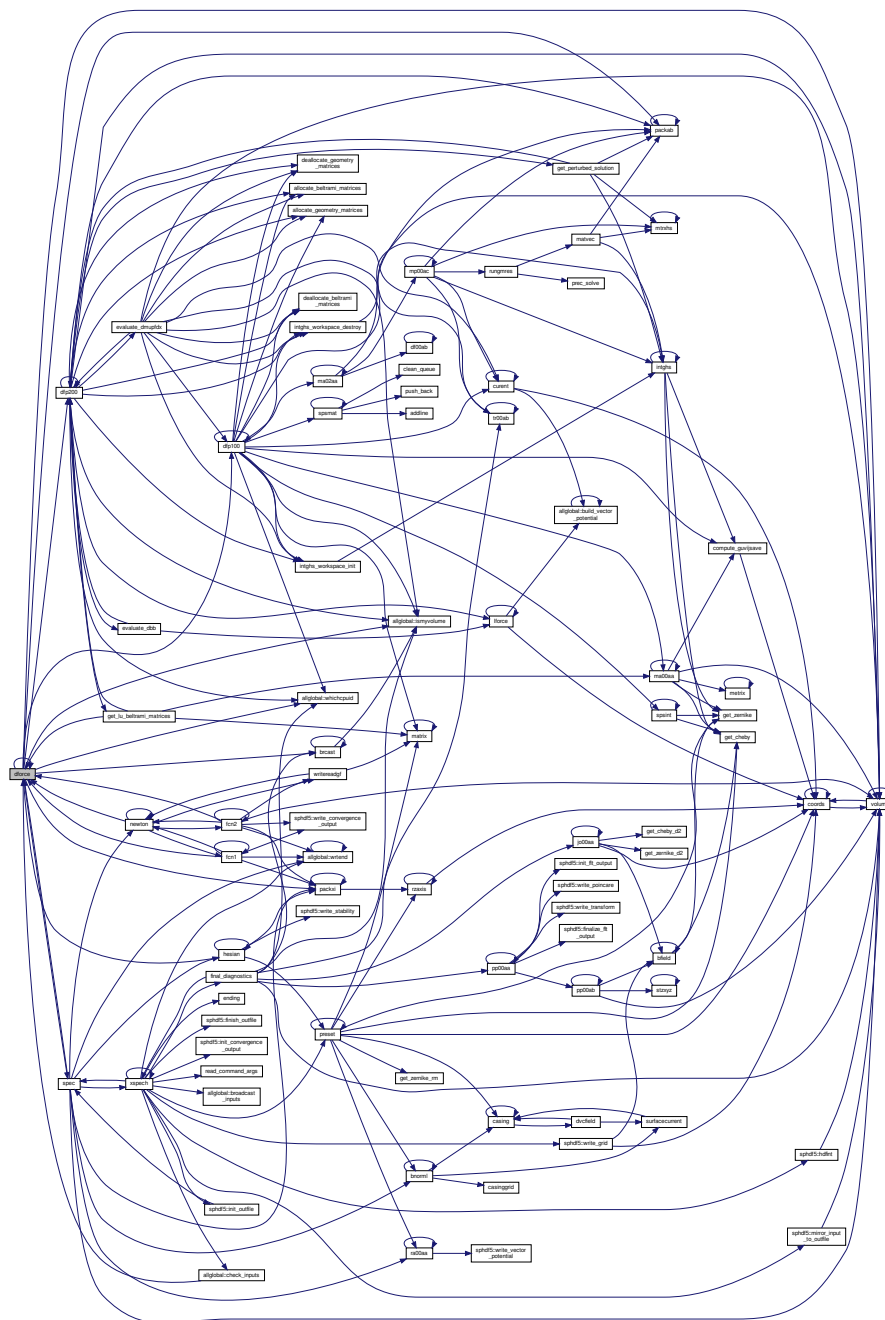 packab
deallocate_geometry
_matrices
get_perturbed_solution
allocate_beltrami_matrices
allocate_geometry_matrices
mtrxhs
matvec
mp00ac
rungmres
prec_solve
deallocate_beltrami
_matrices
evaluate_dmupfdx
intghs_workspace_destroy
df00ab
clean_queue
intghs
ma02aa
curent
dfp200
push_back
spsmat
addline
tr00ab
dfp100
allglobal::build_vector
_potential
compute_guvijsave
intghs_workspace_init
evaluate_dbb
allglobal::ismyvolume
lforce
ma00aa
metrix
allglobal::whichcpuid
get_lu_beltrami_matrices
spsint
get_zernike
matrix
get_cheby
brcast
dforce
writereadgf
newton
fcn2
sphdf5::write_convergence
_output
coords
volume
get_cheby_d2
jo00aa
fcn1
allglobal::wrtend
get_zernike_d2
sphdf5::init_flt_output
packxi
rzaxis
sphdf5::write_poincare
sphdf5::write_stability
sphdf5::write_transform
sphdf5::finalize_flt
_output
hesian
bfield
final_diagnostics
pp00aa
pp00ab
stzxyz
ending
sphdf5::finish_outfile
preset
sphdf5::init_convergence
_output
read_command_args
get_zernike_rm
spec
xspech
allglobal::broadcast
_inputs
casing
dvcfield
surfacecurrent
sphdf5::write_grid
sphdf5::hdfint
bnorml
casinggrid
sphdf5::init_outfile
sphdf5::mirror_input
_to_outfile
ra00aa
sphdf5::write_vector
_potential
allglobal::check_inputs